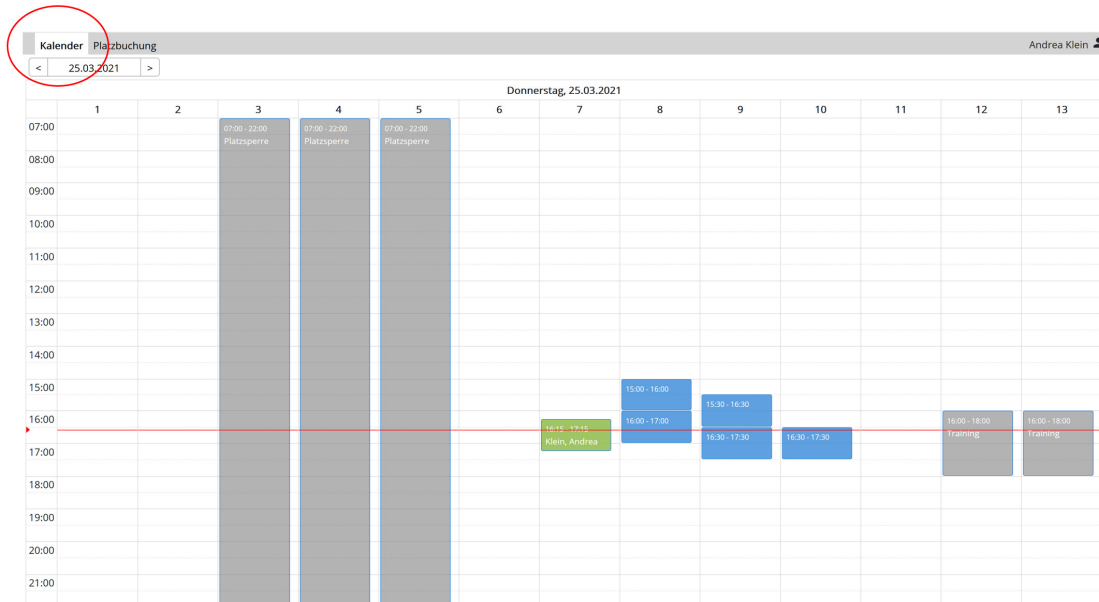 Kalender Platzbuchung Andrea Klein
< 25.03.2021 >
Donnerstag, 25.03.2021
1 2 3 4 5 6 7 8 9 10 11 12 13
07:00
07:00 - 22:00
Platzsperre
07:00 - 22:00
Platzsperre
07:00 - 22:00
Platzsperre
08:00
09:00
10:00
11:00
12:00
13:00
14:00
15:00
15:00 - 16:00
15:30 - 16:30
16:00
16:15 - 17:15
Klein, Andrea
16:00 - 17:00
16:30 - 17:30
16:30 - 17:30
16:00 - 18:00
Training
16:00 - 18:00
Training
17:00
18:00
19:00
20:00
21:00